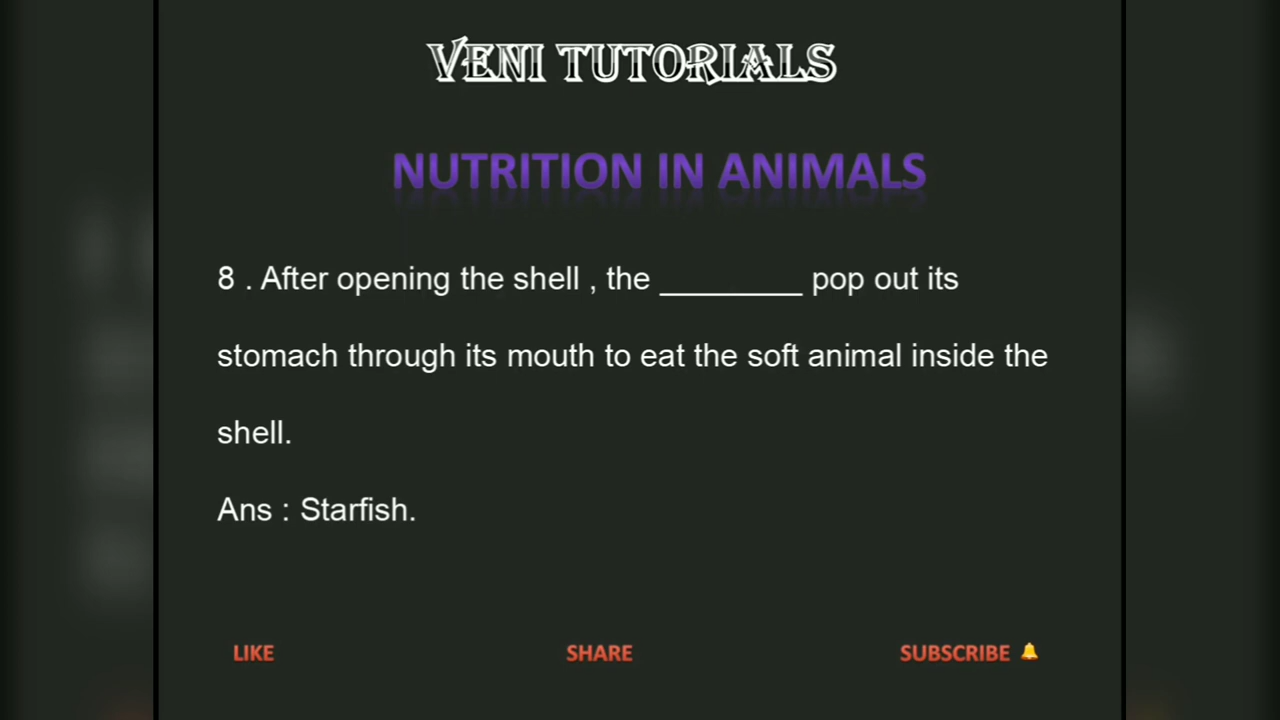 VENI TUTORIALS
NUTRITION IN ANIMALS
8 . After opening the shell , the ________ pop out its
stomach through its mouth to eat the soft animal inside the
shell.
Ans : Starfish.
LIKE SHARE SUBSCRIBE 🔔